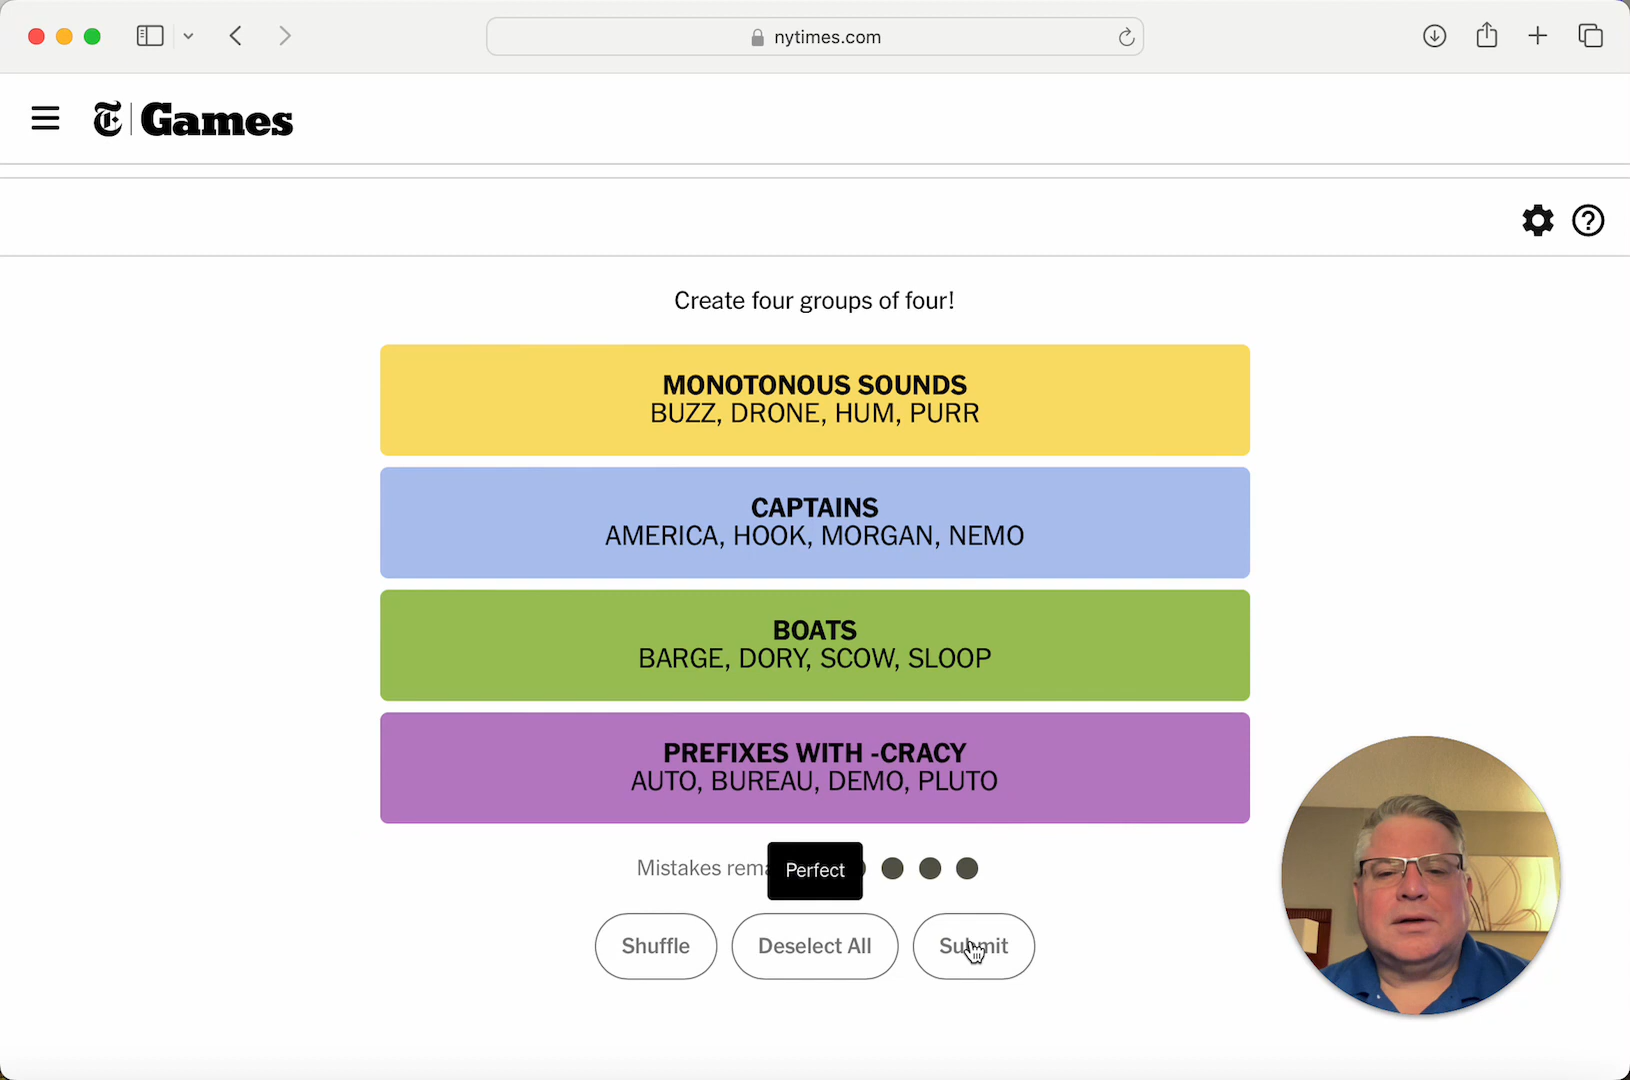 nytimes.com
T Games
Create four groups of four!
MONOTONOUS SOUNDS
BUZZ, DRONE, HUM, PURR
CAPTAINS
AMERICA, HOOK, MORGAN, NEMO
BOATS
BARGE, DORY, SCOW, SLOOP
PREFIXES WITH -CRACY
AUTO, BUREAU, DEMO, PLUTO
Mistakes rema
Perfect
Shuffle
Deselect All
Submit